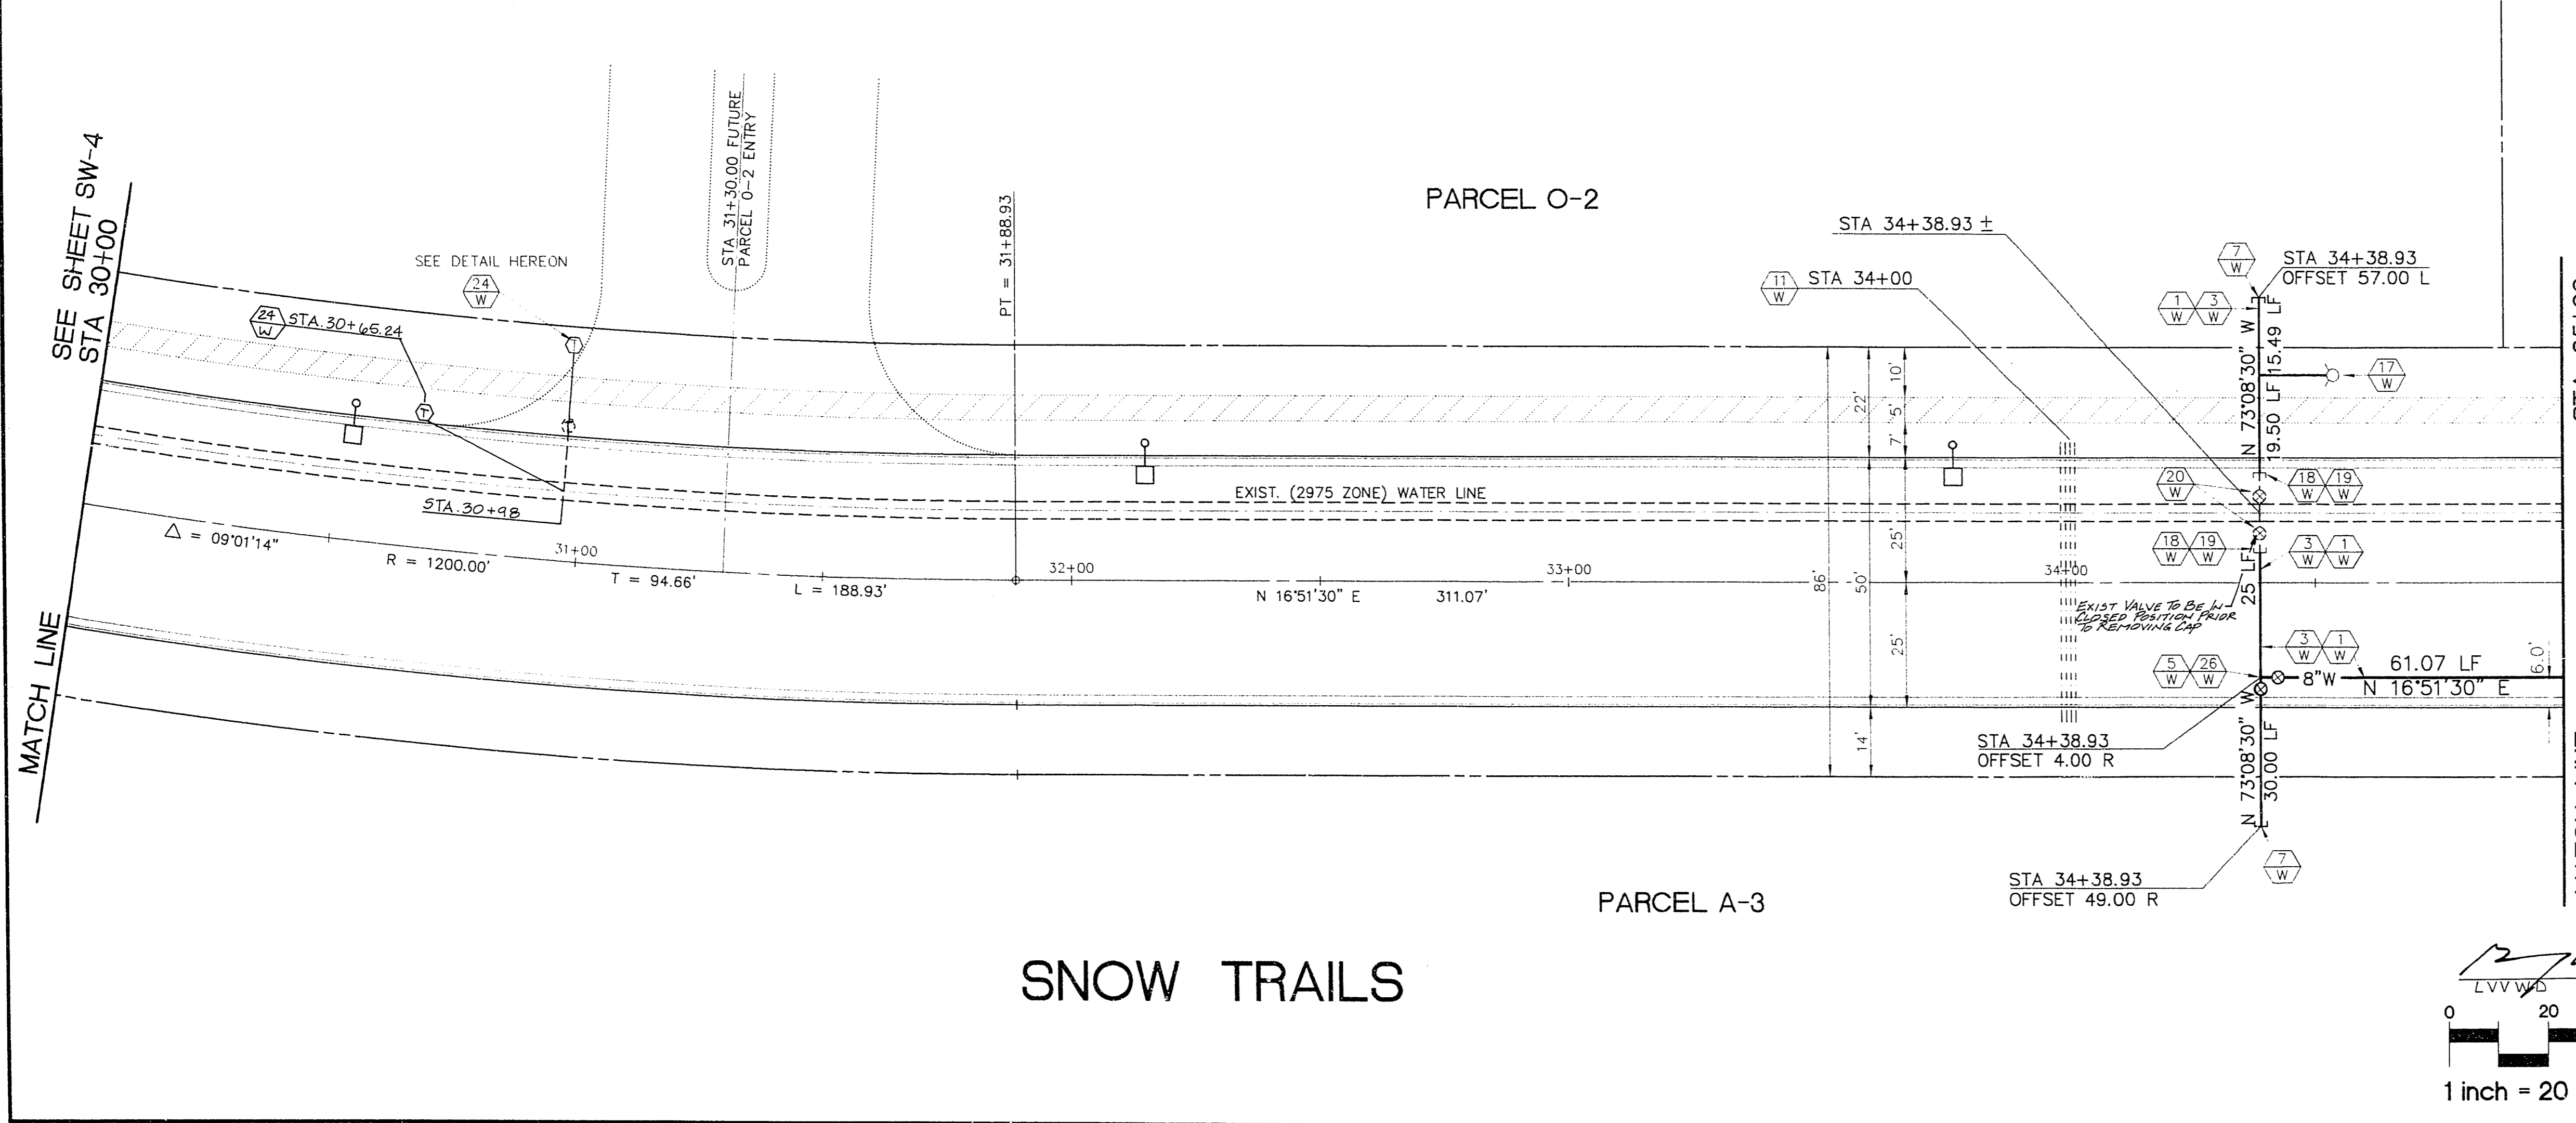 SEE SHEET SW-4
STA 30+00
MATCH LINE
24
W
STA.30+65.24
SEE DETAIL HEREON
24
W
T
T
STA.30+98
STA 31+30.00 FUTURE
PARCEL O-2 ENTRY
PT = 31+88.93
△ = 09°01'14"
R = 1200.00'
31+00
T = 94.66'
L = 188.93'
32+00
N 16°51'30" E
311.07'
33+00
34+00
EXIST. (2975 ZONE) WATER LINE
PARCEL O-2
STA 34+38.93 ±
11
W
STA 34+00
86'
22'
50'
14'
10'
5'
7'
25'
25'
7
W
STA 34+38.93
OFFSET 57.00 L
1
W
3
W
N 73°08'30" W
15.49 LF
19.50 LF
17
W
20
W
18
W
19
W
18
W
19
W
3
W
1
W
25 LF
EXIST VALVE TO BE IN
CLOSED POSITION PRIOR
TO REMOVING CAP
3
W
1
W
5
W
26
W
8"W
61.07 LF
N 16°51'30" E
6.0'
STA 34+38.93
OFFSET 4.00 R
N 73°08'30" W
30.00 LF
7
W
STA 34+38.93
OFFSET 49.00 R
PARCEL A-3
SNOW TRAILS
LVVWD
0
20
1 inch = 20